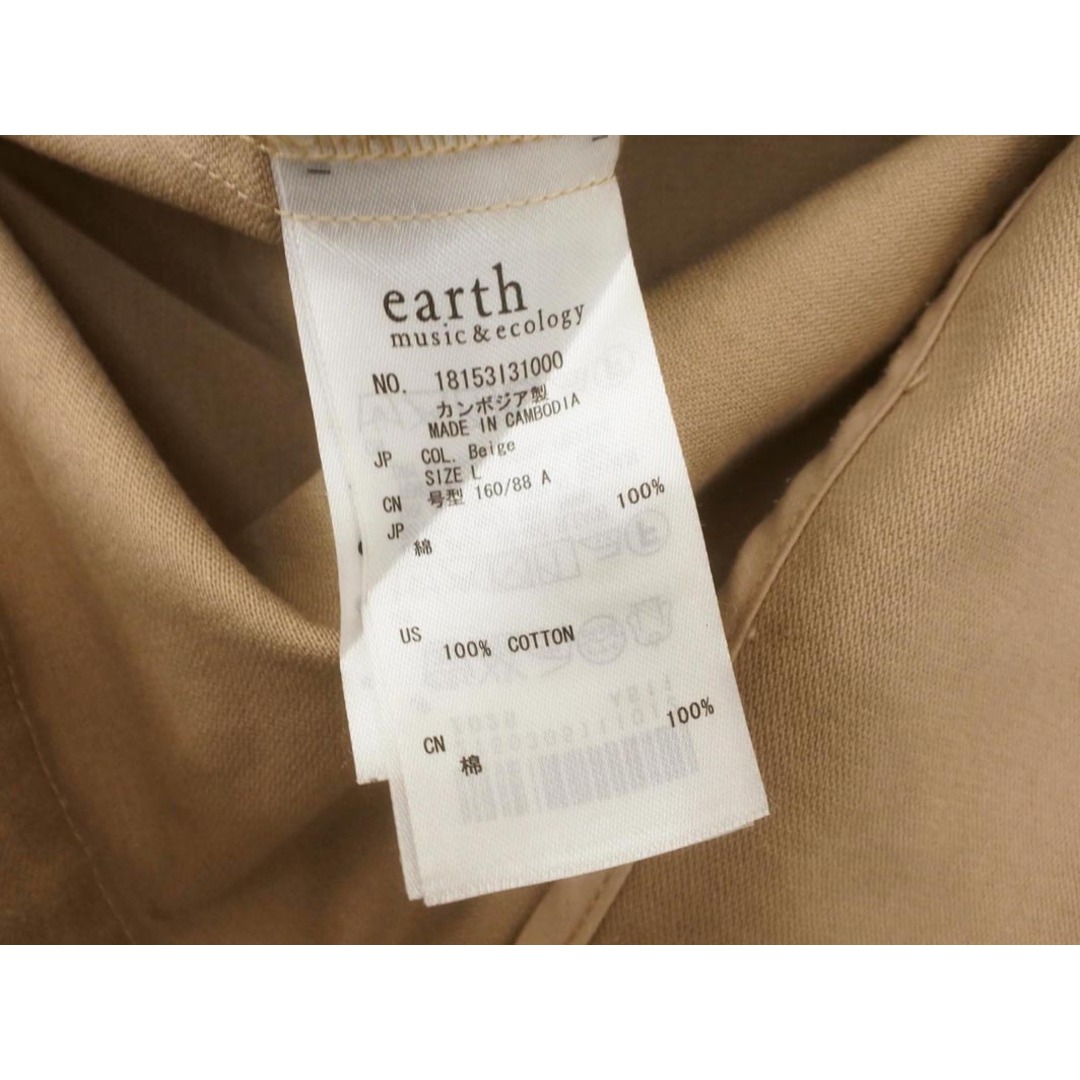 earth
music & ecology
NO. 18153131000
カンボジア製
MADE IN CAMBODIA
JP COL. Beige
SIZE L
CN 号型 160/88 A
JP
綿 100%
US
100% COTTON
CN
棉 100%